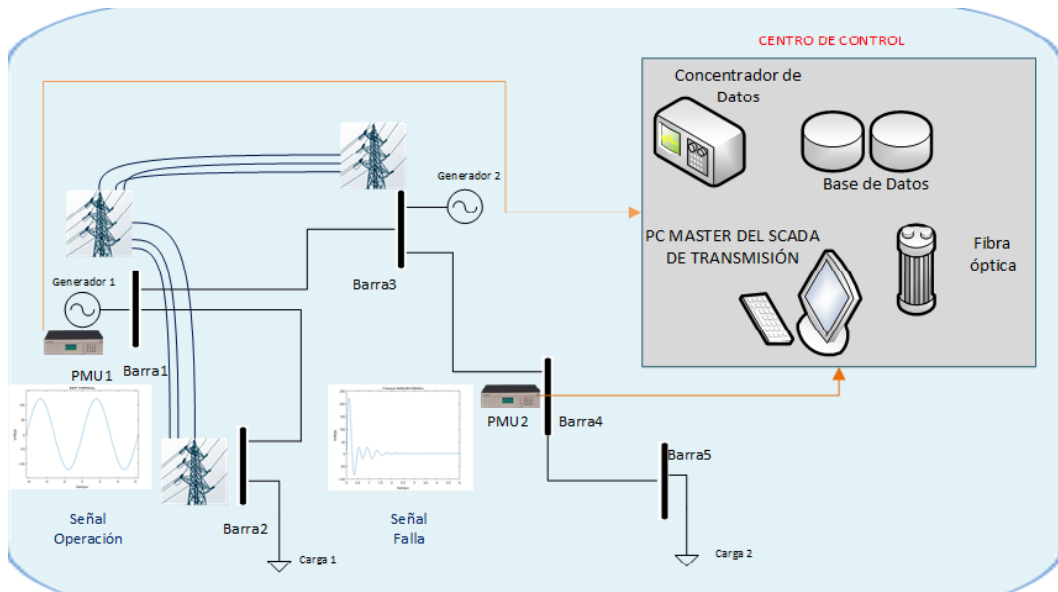 CENTRO DE CONTROL
Concentrador de
Datos
Base de Datos
PC MASTER DEL SCADA
DE TRANSMISIÓN
Fibra
óptica
Generador 2
Barra3
Generador 1
PMU1
Barra1
Barra2
Señal
Operación
Carga 1
Señal
Falla
PMU2
Barra4
Barra5
Carga 2